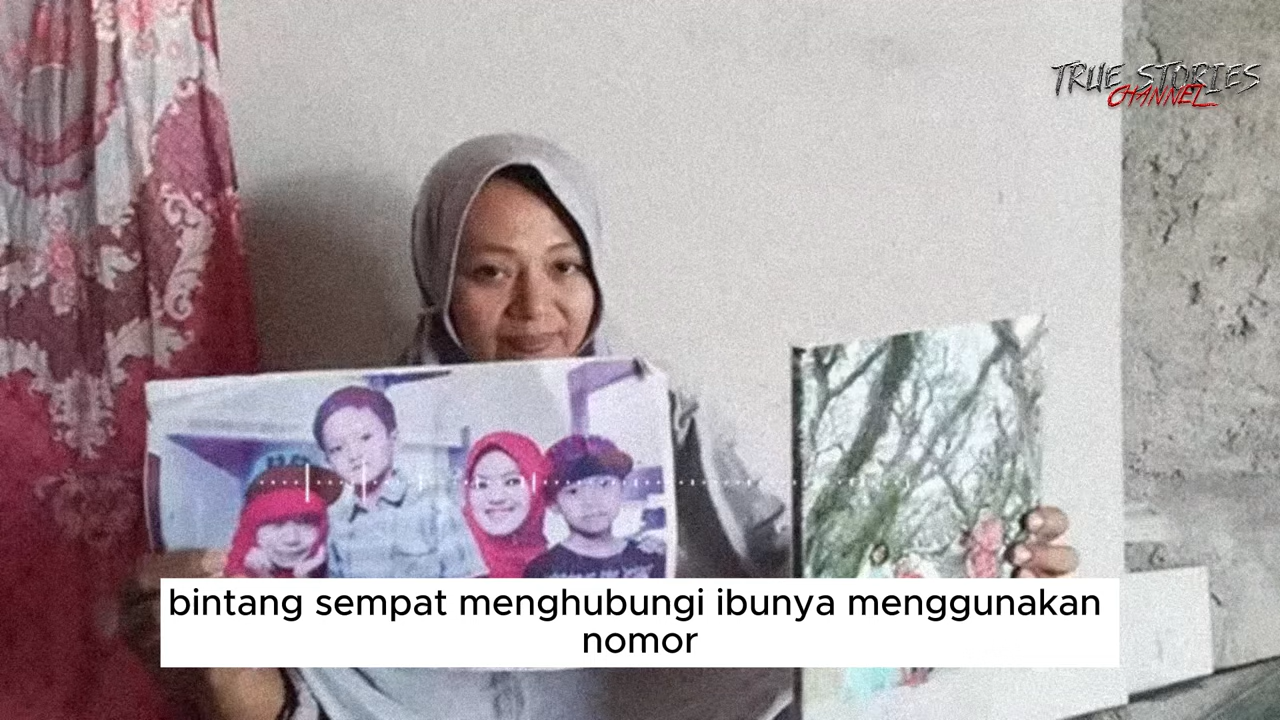 TRUE STORIES
CHANNEL
bintang sempat menghubungi ibunya menggunakan
nomor